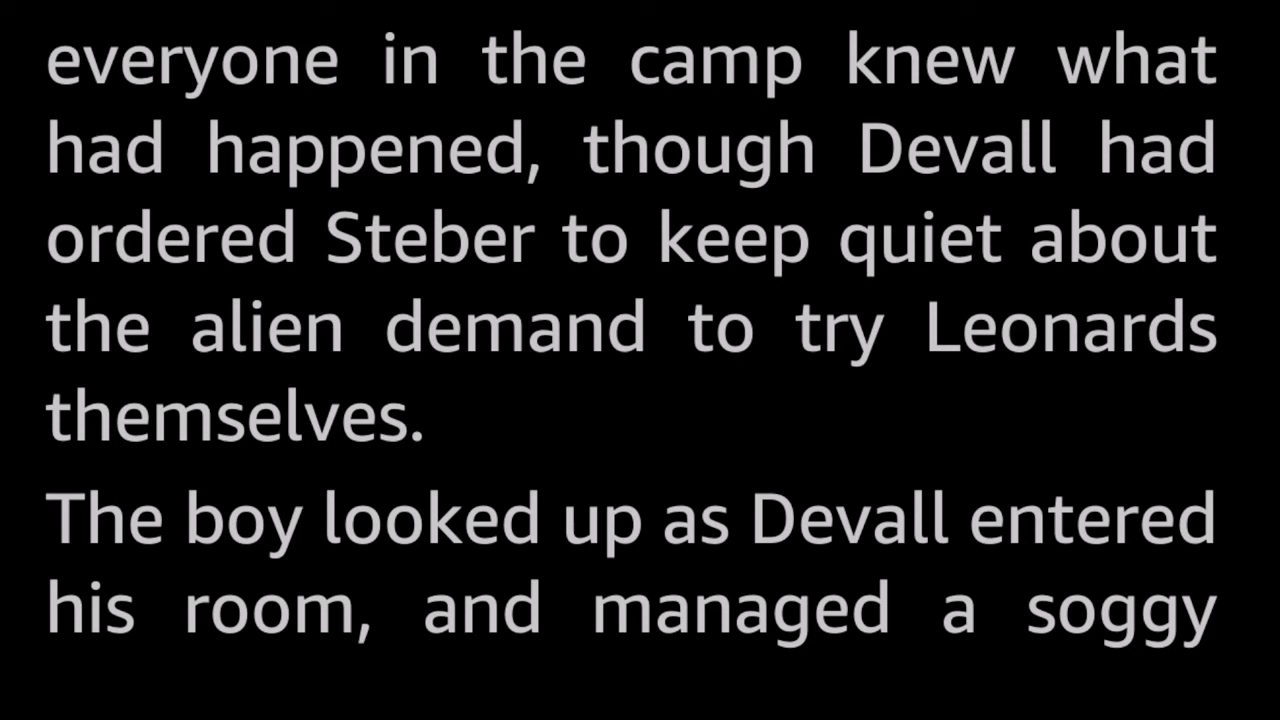 everyone in the camp knew what
had happened, though Devall had
ordered Steber to keep quiet about
the alien demand to try Leonards
themselves.
The boy looked up as Devall entered
his room, and managed a soggy